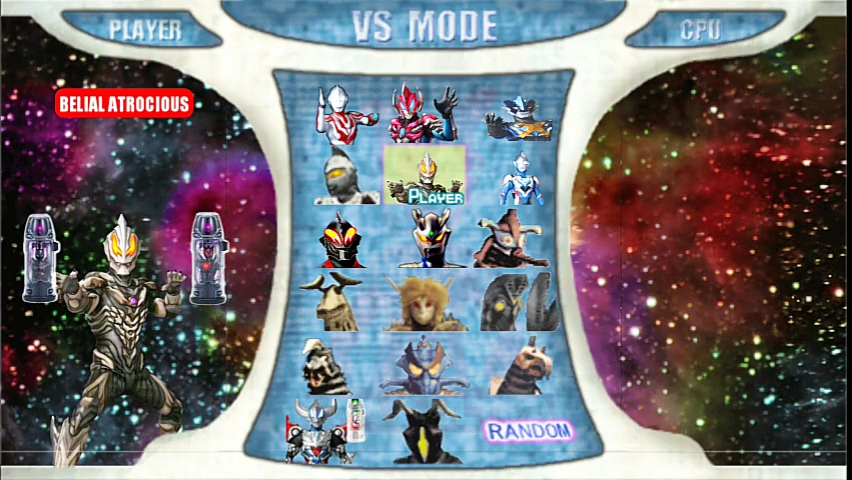 PLAYER
VS MODE
CPU
BELIAL ATROCIOUS
PLAYER
RANDOM